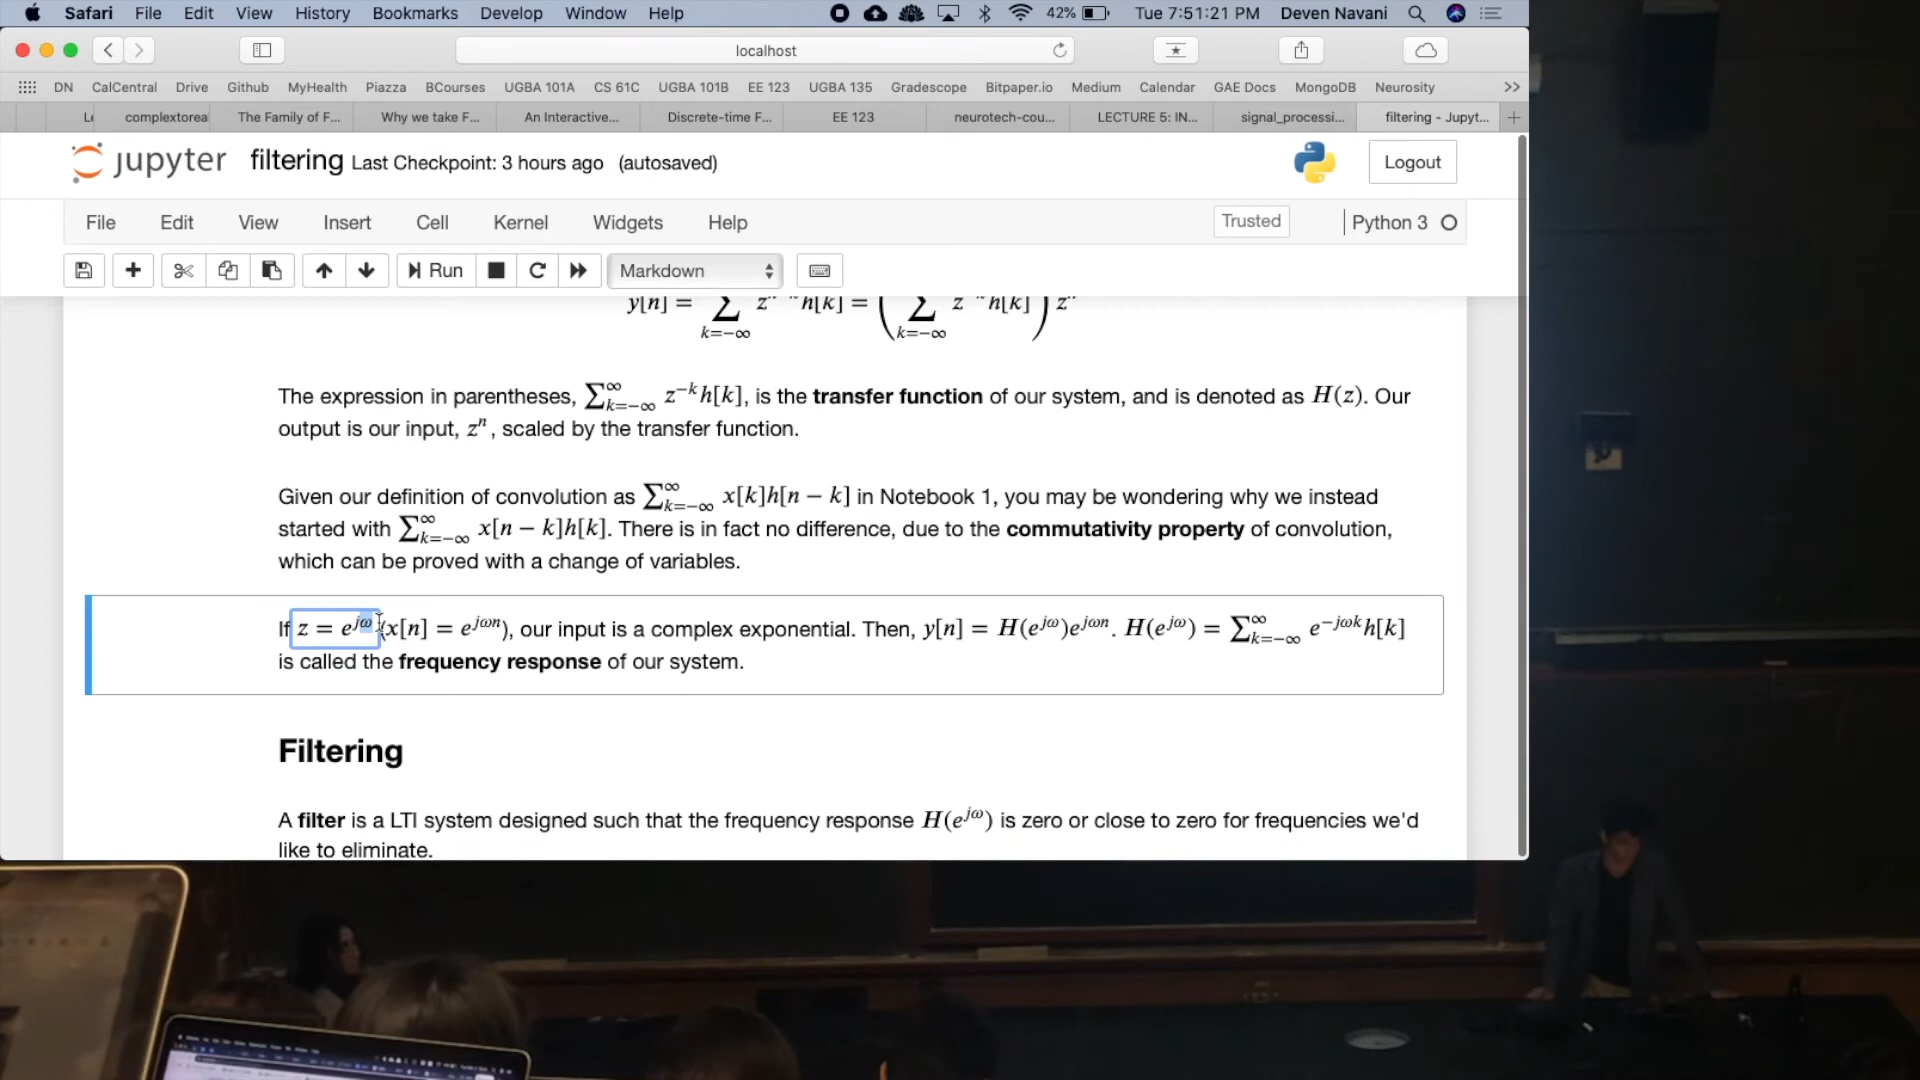 Safari File Edit View History Bookmarks Develop Window Help 42% Tue 7:51:21 PM Deven Navani
localhost
DN CalCentral Drive Github MyHealth Piazza BCourses UGBA 101A CS 61C UGBA 101B EE 123 UGBA 135 Gradescope Bitpaper.io Medium Calendar GAE Docs MongoDB Neurosity >>
complextorea The Family of F... Why we take F... An Interactive... Discrete-time F... EE 123 neurotech-cou... LECTURE 5: IN... signal_processi... filtering - Jupyt... +
jupyter filtering Last Checkpoint: 3 hours ago (autosaved) Logout
File Edit View Insert Cell Kernel Widgets Help Trusted Python 3
Run Markdown
y[n] = ∑_{k=−∞} h[k] = ( ∑_{k=−∞} h[k] ) zⁿ
The expression in parentheses, ∑_{k=−∞}^{∞} z^{−k}h[k], is the transfer function of our system, and is denoted as H(z). Our
output is our input, zⁿ, scaled by the transfer function.
Given our definition of convolution as ∑_{k=−∞}^{∞} x[k]h[n − k] in Notebook 1, you may be wondering why we instead
started with ∑_{k=−∞}^{∞} x[n − k]h[k]. There is in fact no difference, due to the commutativity property of convolution,
which can be proved with a change of variables.
If z = e^{jω} (x[n] = e^{jωn}), our input is a complex exponential. Then, y[n] = H(e^{jω})e^{jωn}. H(e^{jω}) = ∑_{k=−∞}^{∞} e^{−jωk}h[k]
is called the frequency response of our system.
Filtering
A filter is a LTI system designed such that the frequency response H(e^{jω}) is zero or close to zero for frequencies we'd
like to eliminate.